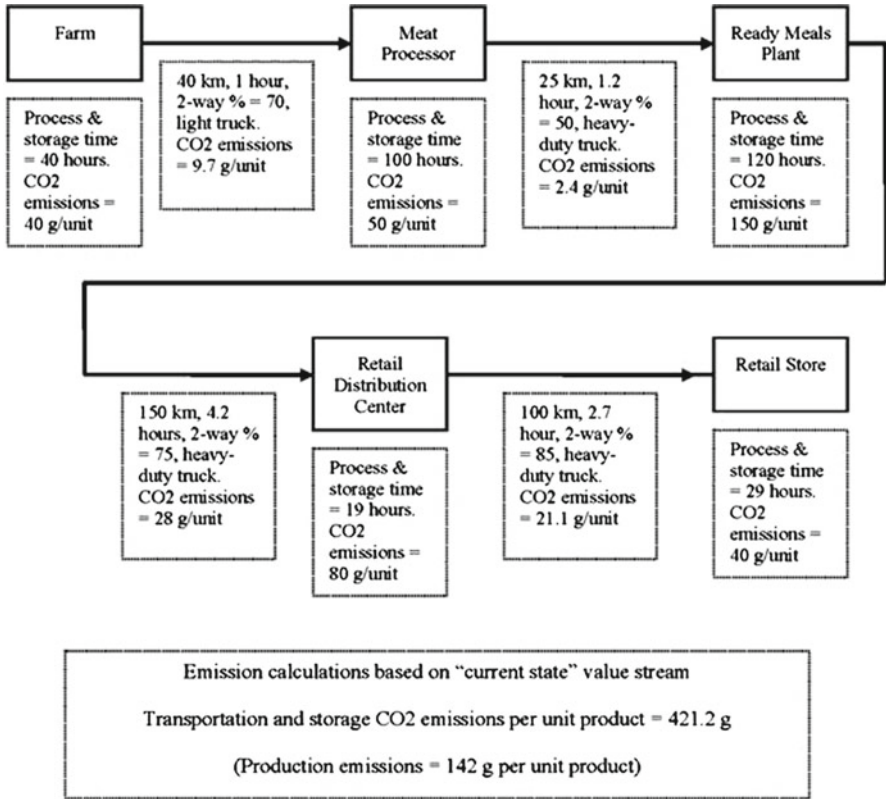 Farm
Meat
Processor
Ready Meals
Plant
40 km, 1 hour,
2-way % = 70,
light truck.
CO2 emissions
= 9.7 g/unit
25 km, 1.2
hour, 2-way %
= 50, heavy-
duty truck.
CO2 emissions
= 2.4 g/unit
Process &
storage time
= 40 hours.
CO2
emissions =
40 g/unit
Process &
storage time
= 100 hours.
CO2
emissions =
50 g/unit
Process &
storage time
= 120 hours.
CO2
emissions =
150 g/unit
Retail
Distribution
Center
Retail Store
150 km, 4.2
hours, 2-way %
= 75, heavy-
duty truck.
CO2 emissions
= 28 g/unit
100 km, 2.7
hour, 2-way %
= 85, heavy-
duty truck.
CO2 emissions
= 21.1 g/unit
Process &
storage time
= 19 hours.
CO2
emissions =
80 g/unit
Process &
storage time
= 29 hours.
CO2
emissions =
40 g/unit
Emission calculations based on “current state” value stream
Transportation and storage CO2 emissions per unit product = 421.2 g
(Production emissions = 142 g per unit product)